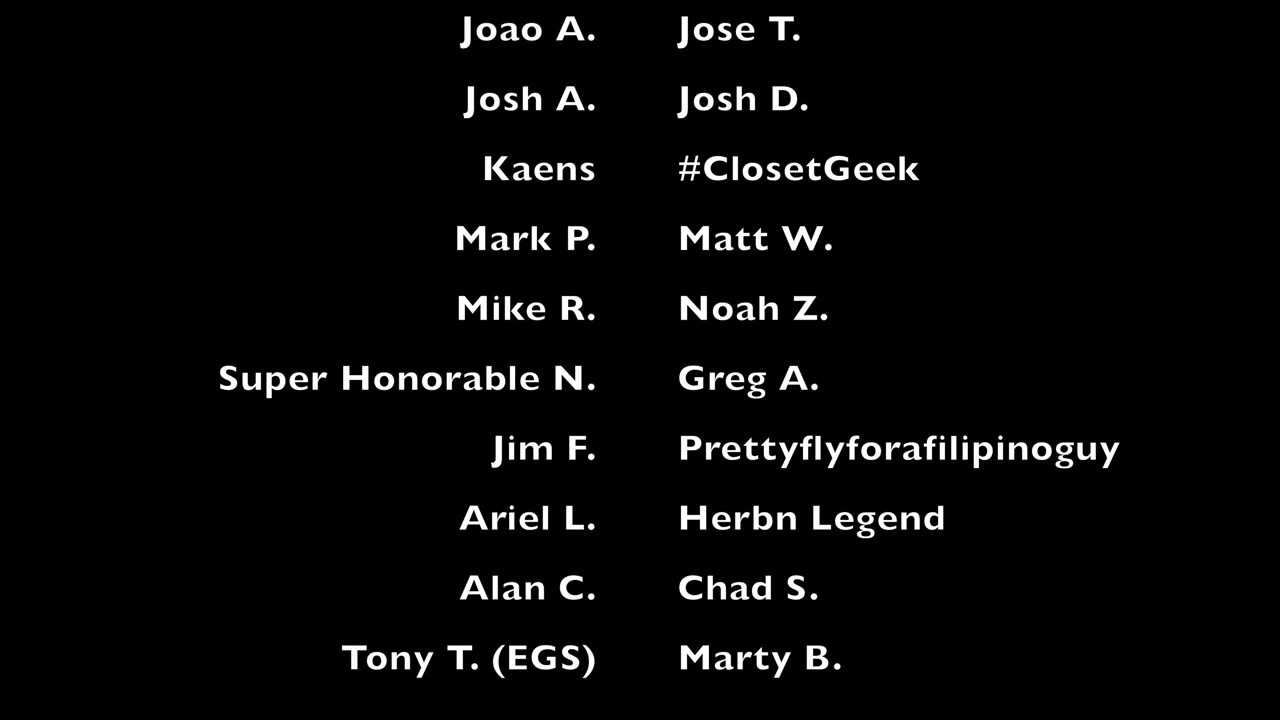 Joao A. Jose T.
Josh A. Josh D.
Kaens #ClosetGeek
Mark P. Matt W.
Mike R. Noah Z.
Super Honorable N. Greg A.
Jim F. Prettyflyforafilipinoguy
Ariel L. Herbn Legend
Alan C. Chad S.
Tony T. (EGS) Marty B.